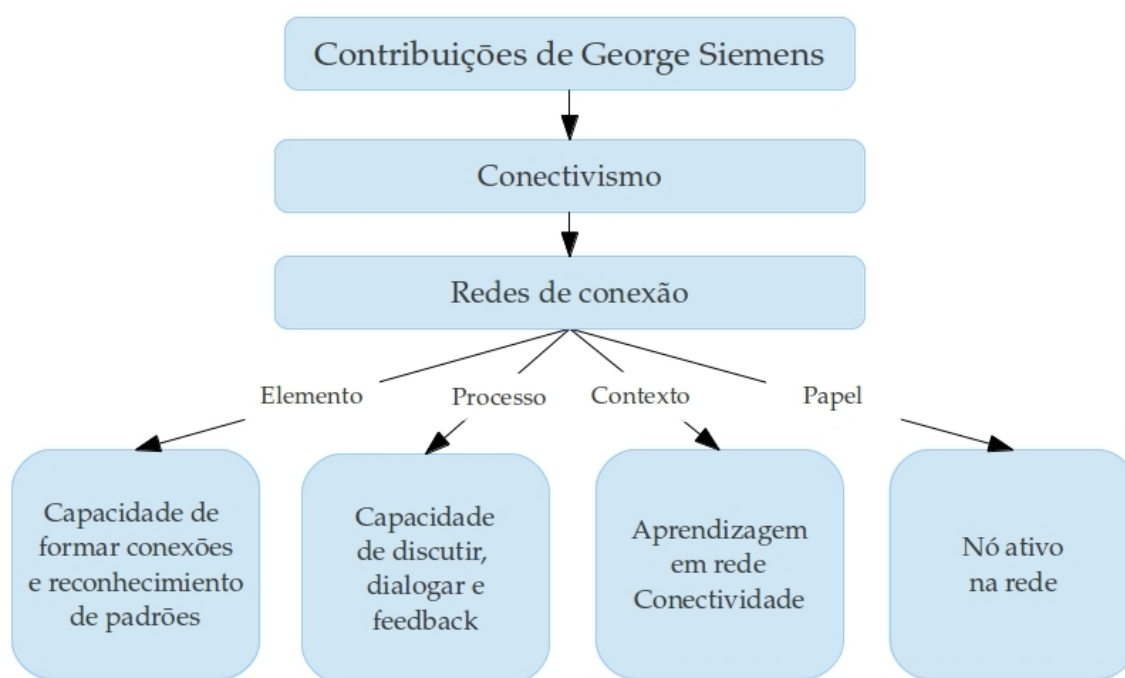 Contribuições de George Siemens
Conectivismo
Redes de conexão
Elemento
Processo
Contexto
Papel
Capacidade de
formar conexões
e reconhecimiento
de padrões
Capacidade
de discutir,
dialogar e
feedback
Aprendizagem
em rede
Conectividade
Nó ativo
na rede